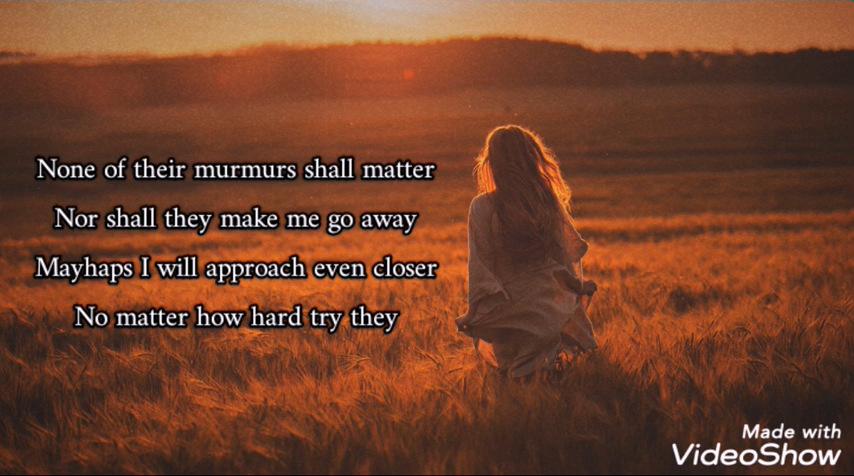 None of their murmurs shall matter
Nor shall they make me go away
Mayhaps I will approach even closer
No matter how hard try they
Made with
VideoShow